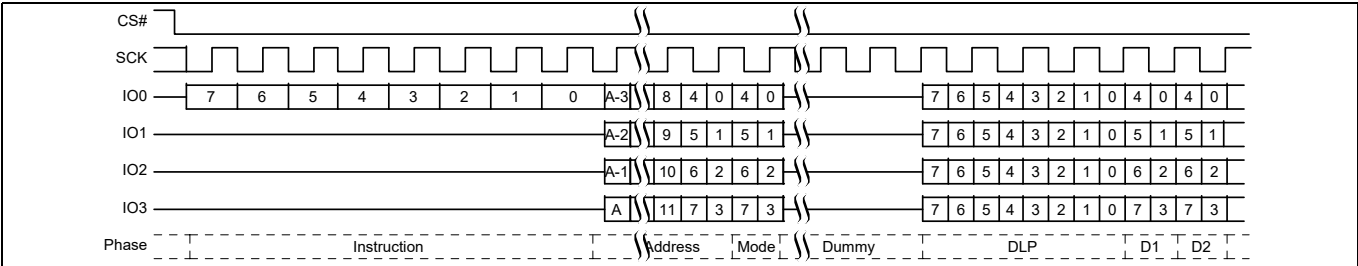 CS#
SCK
IO0 7 6 5 4 3 2 1 0 A-3 8 4 0 4 0 7 6 5 4 3 2 1 0 4 0 4 0
IO1 A-2 9 5 1 5 1 7 6 5 4 3 2 1 0 5 1 5 1
IO2 A-1 10 6 2 6 2 7 6 5 4 3 2 1 0 6 2 6 2
IO3 A 11 7 3 7 3 7 6 5 4 3 2 1 0 7 3 7 3
Phase Instruction Address Mode Dummy DLP D1 D2